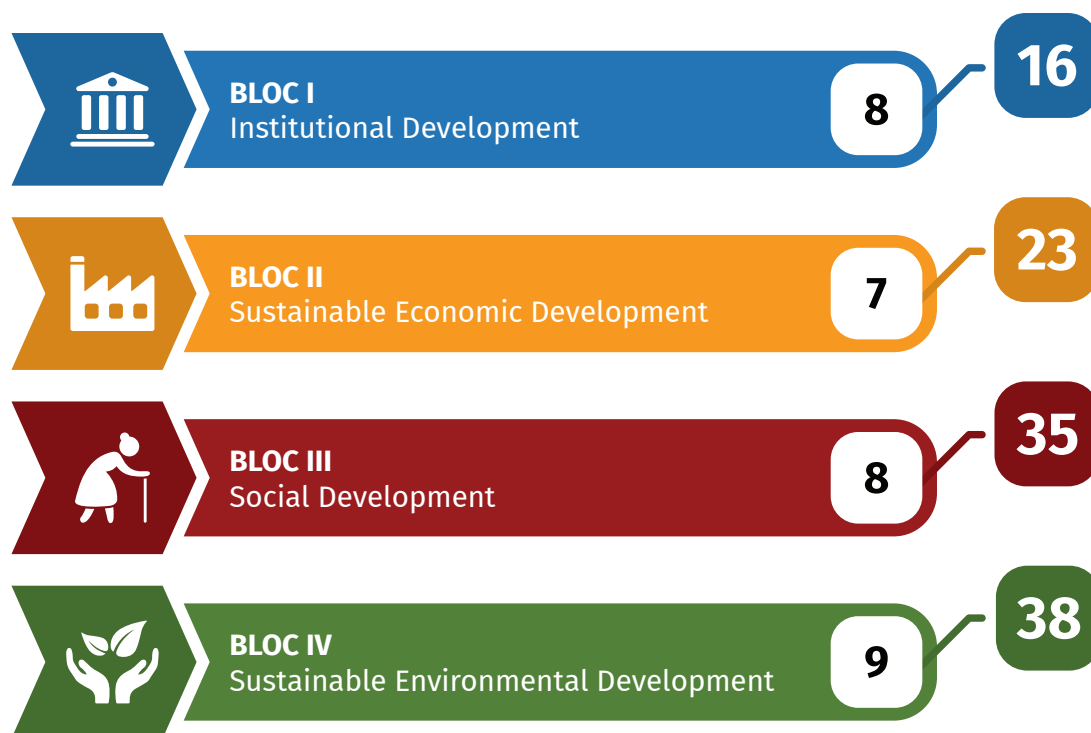 BLOC I
Institutional Development
8
16
BLOC II
Sustainable Economic Development
7
23
BLOC III
Social Development
8
35
BLOC IV
Sustainable Environmental Development
9
38